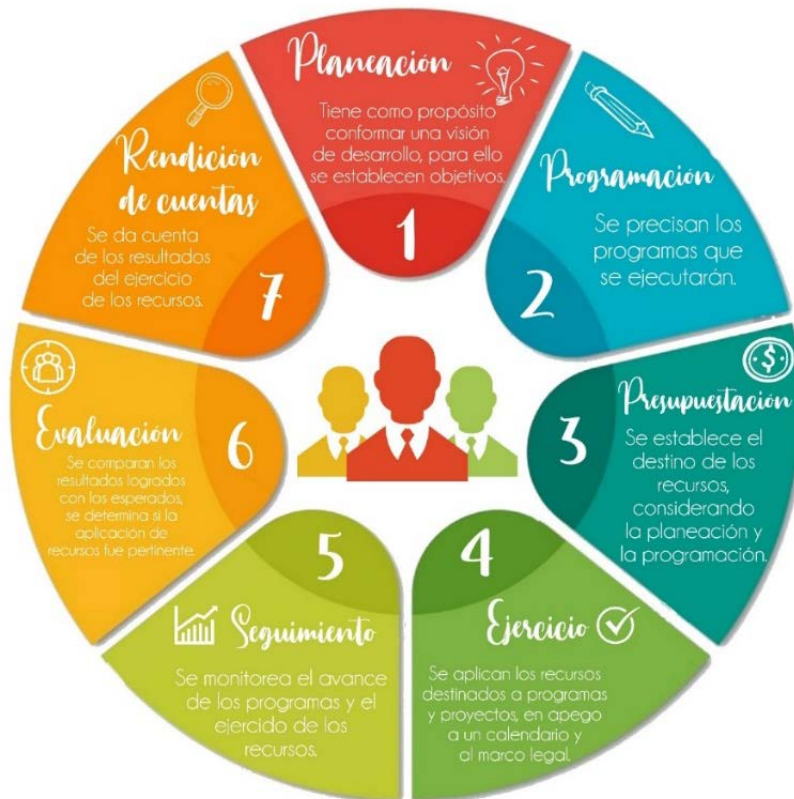 Planeación
Tiene como propósito
conformar una visión
de desarrollo, para ello
se establecen objetivos.
1
Programación
Se precisan los
programas que
se ejecutarán.
2
Presupuestación
Se establece el
destino de los
recursos,
considerando
la planeación y
la programación.
3
4
Ejercicio
Se aplican los recursos
destinados a programas
y proyectos, en apego
a un calendario y
al marco legal.
5
Seguimiento
Se monitorea el avance
de los programas y el
ejercido de los
recursos.
6
Evaluación
Se comparan los
resultados logrados
con los esperados,
se determina si la
aplicación de
recursos fue pertinente.
Rendición
de cuentas
Se da cuenta
de los resultados
del ejercicio
de los recursos.
7
$